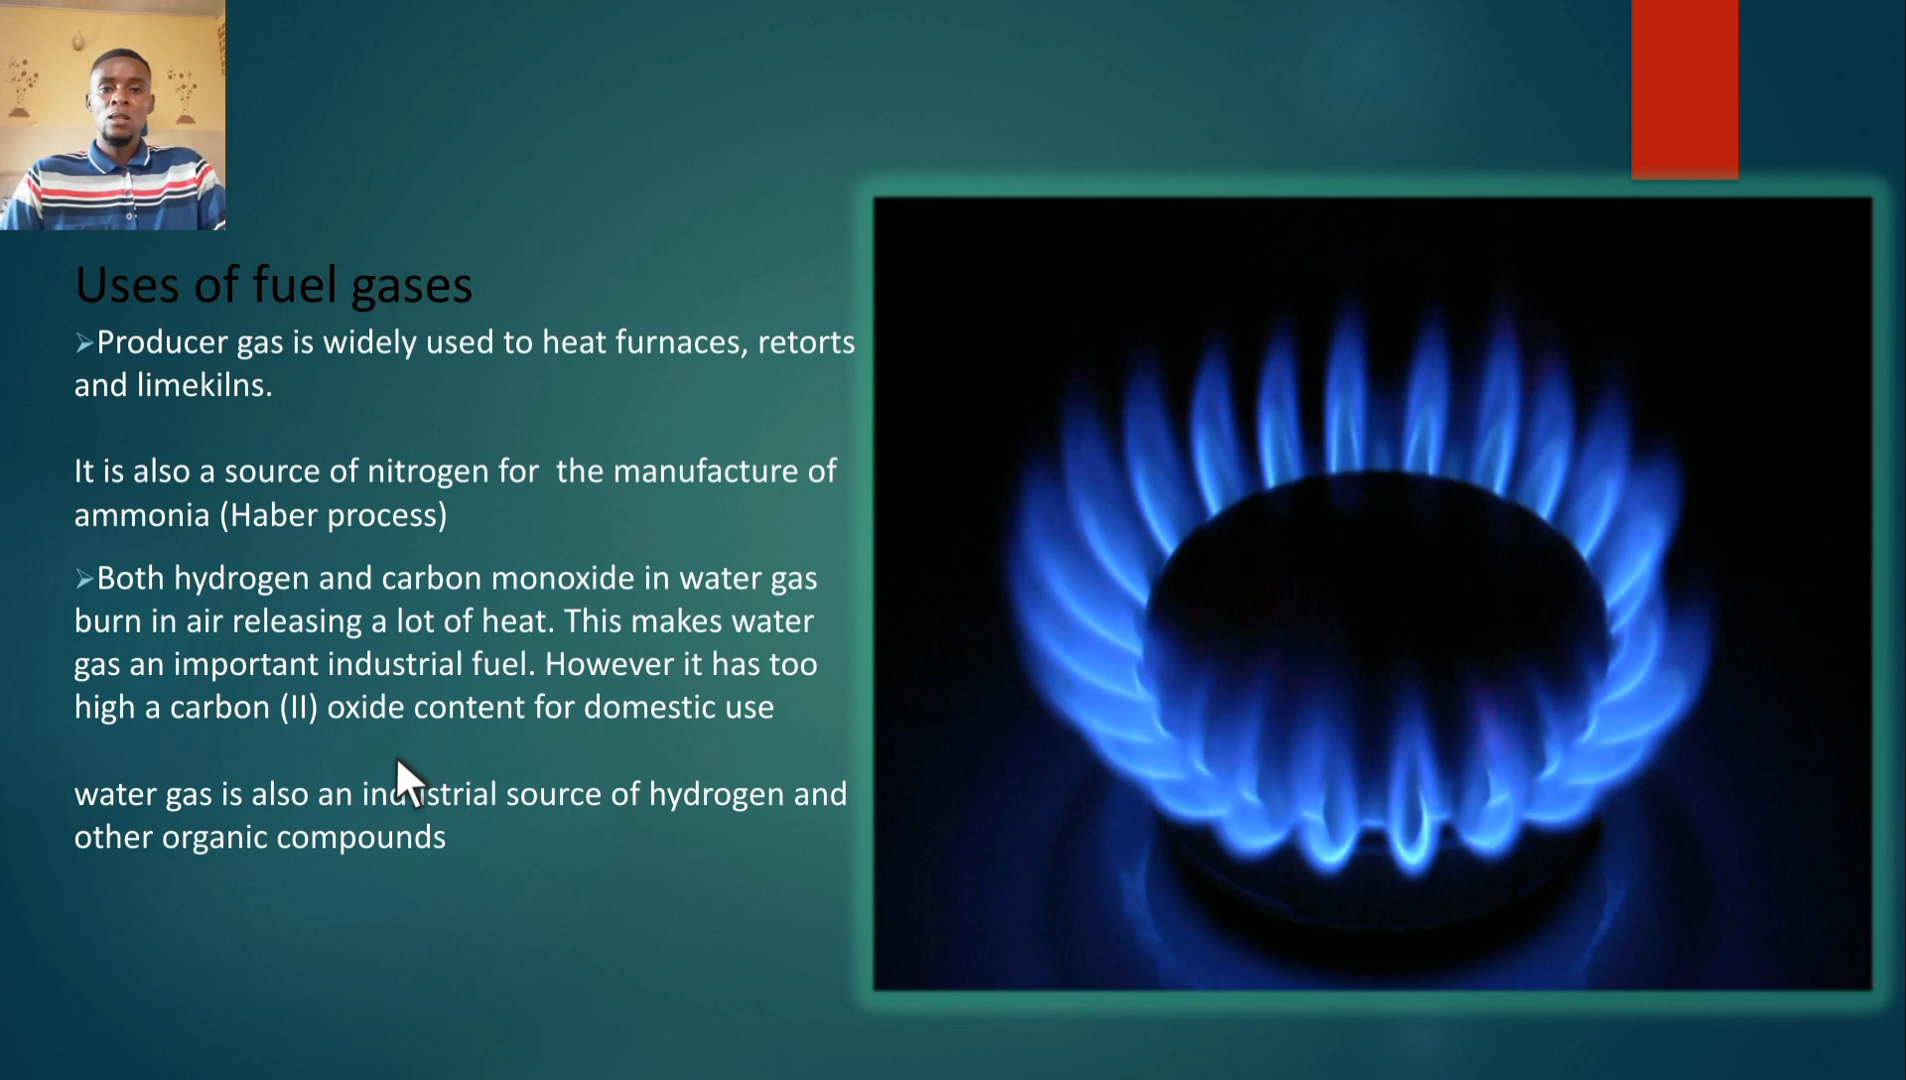 Uses of fuel gases
➢Producer gas is widely used to heat furnaces, retorts
and limekilns.
It is also a source of nitrogen for  the manufacture of
ammonia (Haber process)
➢Both hydrogen and carbon monoxide in water gas
burn in air releasing a lot of heat. This makes water
gas an important industrial fuel. However it has too
high a carbon (II) oxide content for domestic use
water gas is also an industrial source of hydrogen and
other organic compounds